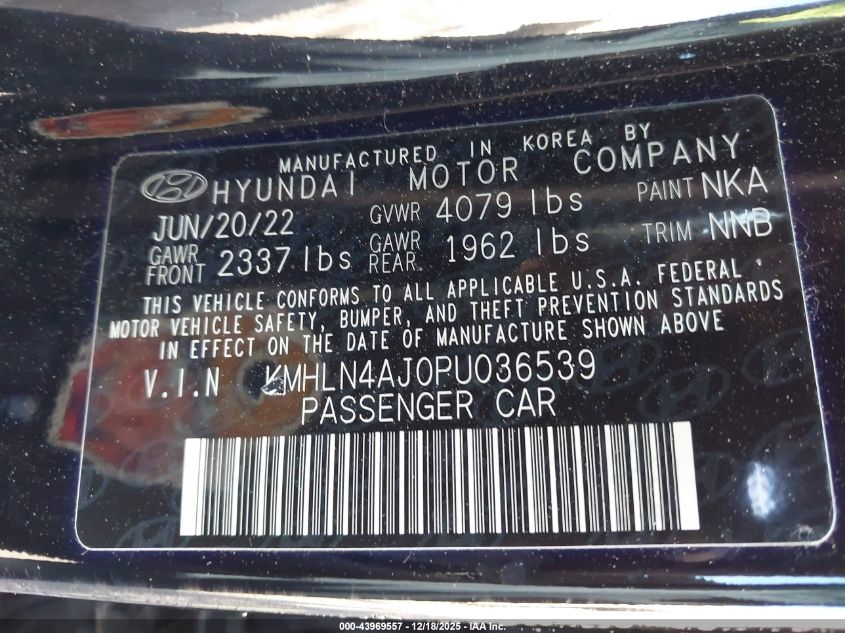 MANUFACTURED IN KOREA BY
HYUNDAI MOTOR COMPANY
JUN/20/22 GVWR 4079 lbs PAINT NKA
GAWR FRONT 2337 lbs GAWR REAR 1962 lbs TRIM NNB
THIS VEHICLE CONFORMS TO ALL APPLICABLE U.S.A. FEDERAL
MOTOR VEHICLE SAFETY, BUMPER, AND THEFT PREVENTION STANDARDS
IN EFFECT ON THE DATE OF MANUFACTURE SHOWN ABOVE
V.I.N KMHLN4AJ0PU036539
PASSENGER CAR
000-43969557 - 12/18/2025 - IAA Inc.